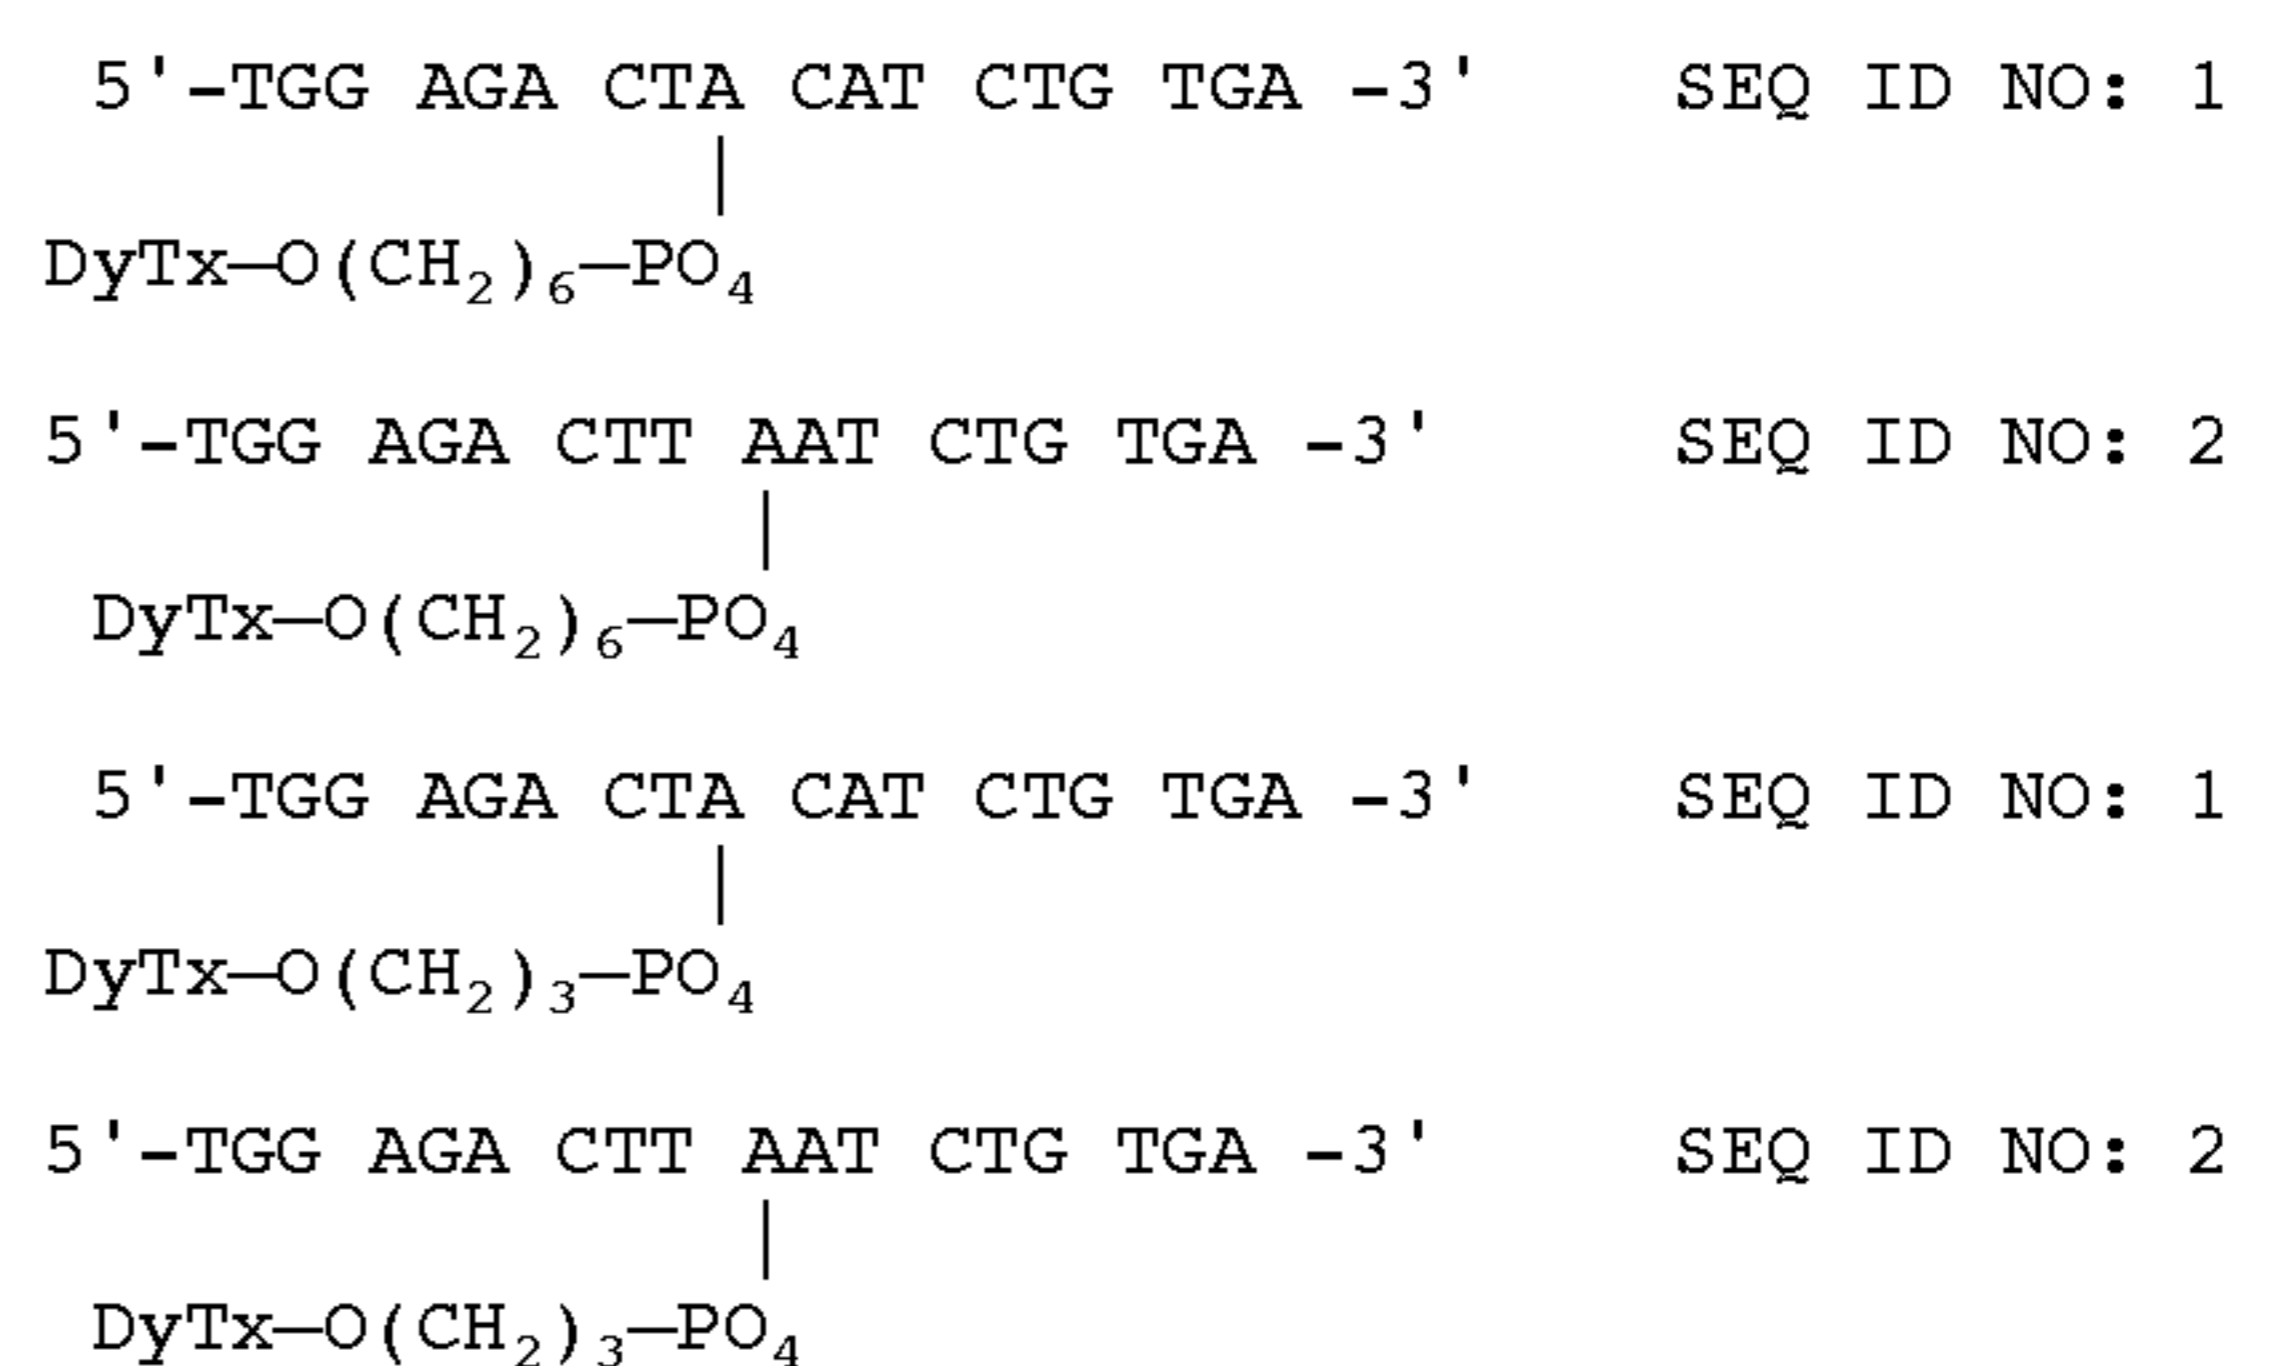 5'-TGG AGA CTA CAT CTG TGA -3' SEQ ID NO: 1
DyTx—O(CH₂)₆—PO₄
5'-TGG AGA CTT AAT CTG TGA -3' SEQ ID NO: 2
DyTx—O(CH₂)₆—PO₄
5'-TGG AGA CTA CAT CTG TGA -3' SEQ ID NO: 1
DyTx—O(CH₂)₃—PO₄
5'-TGG AGA CTT AAT CTG TGA -3' SEQ ID NO: 2
DyTx—O(CH₂)₃—PO₄